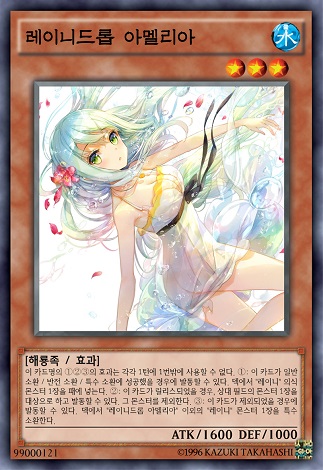 레이니드롭 아멜리아
水
[해룡족 / 효과]
이 카드명의 ①②③의 효과는 각각 1턴에 1번밖에 사용할 수 없다. ①: 이 카드가 일반
소환 / 반전 소환 / 특수 소환에 성공했을 경우에 발동할 수 있다. 덱에서 "레이니" 의식
몬스터 1장을 패에 넣는다. ②: 이 카드가 릴리스되었을 경우, 상대 필드의 몬스터 1장을
대상으로 하고 발동할 수 있다. 그 몬스터를 제외한다. ③: 이 카드가 제외되었을 경우에
발동할 수 있다. 덱에서 "레이니드롭 아멜리아" 이외의 "레이니" 몬스터 1장을 특수
소환한다.
ATK/1600 DEF/1000
99000121
©1996 KAZUKI TAKAHASHI